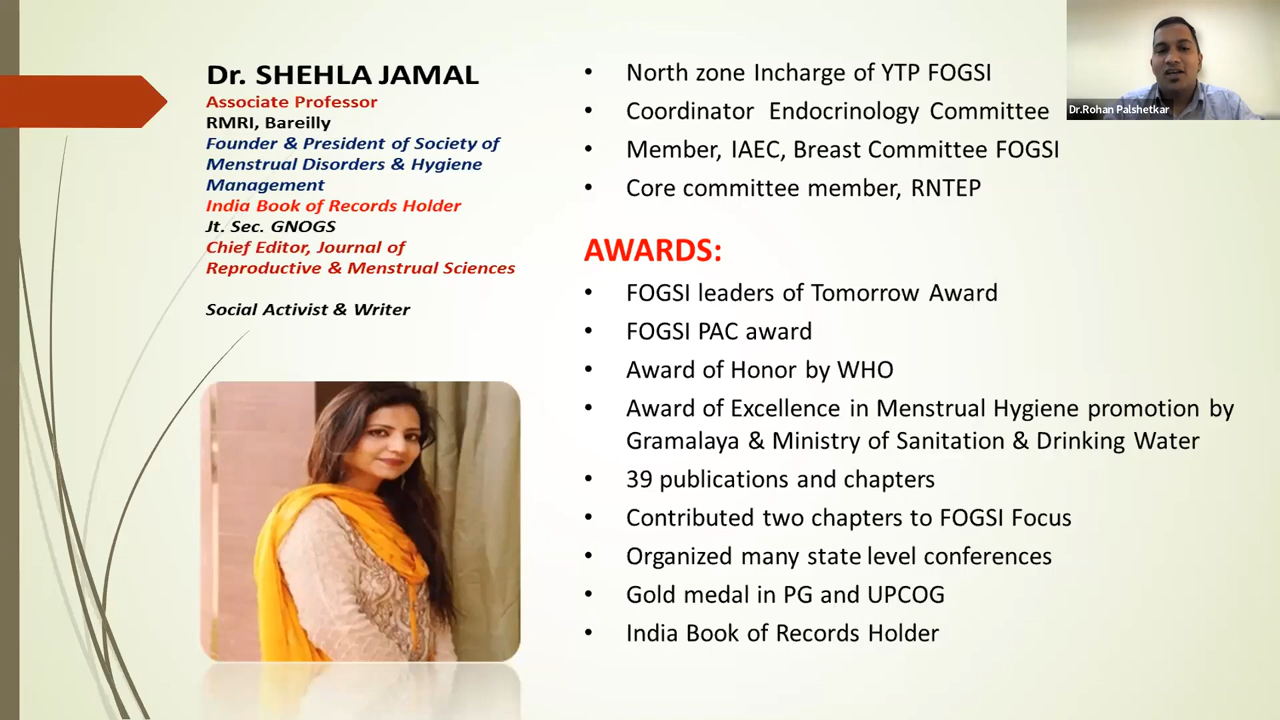 Dr. SHEHLA JAMAL
Associate Professor
RMRI, Bareilly
Founder & President of Society of
Menstrual Disorders & Hygiene
Management
India Book of Records Holder
Jt. Sec. GNOGS
Chief Editor, Journal of
Reproductive & Menstrual Sciences
Social Activist & Writer
• North zone Incharge of YTP FOGSI
• Coordinator Endocrinology Committee
• Member, IAEC, Breast Committee FOGSI
• Core committee member, RNTEP
AWARDS:
• FOGSI leaders of Tomorrow Award
• FOGSI PAC award
• Award of Honor by WHO
• Award of Excellence in Menstrual Hygiene promotion by
Gramalaya & Ministry of Sanitation & Drinking Water
• 39 publications and chapters
• Contributed two chapters to FOGSI Focus
• Organized many state level conferences
• Gold medal in PG and UPCOG
• India Book of Records Holder
Dr.Rohan Palshetkar